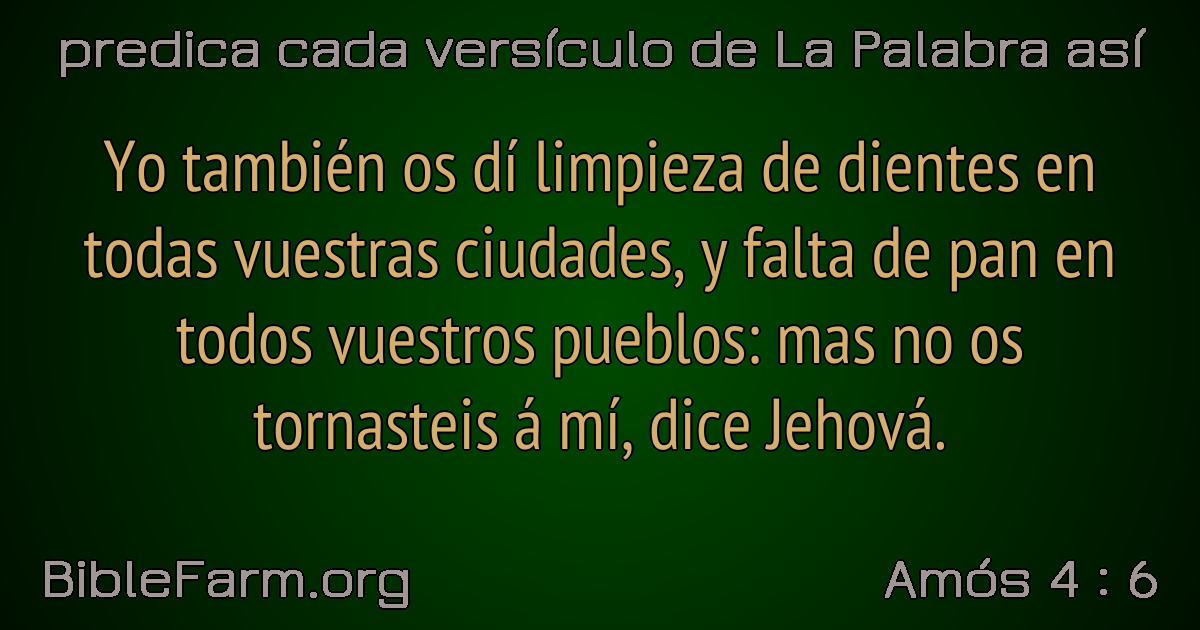 predica cada versículo de La Palabra así
Yo también os dí limpieza de dientes en
todas vuestras ciudades, y falta de pan en
todos vuestros pueblos: mas no os
tornasteis á mí, dice Jehová.
BibleFarm.org
Amós 4 : 6